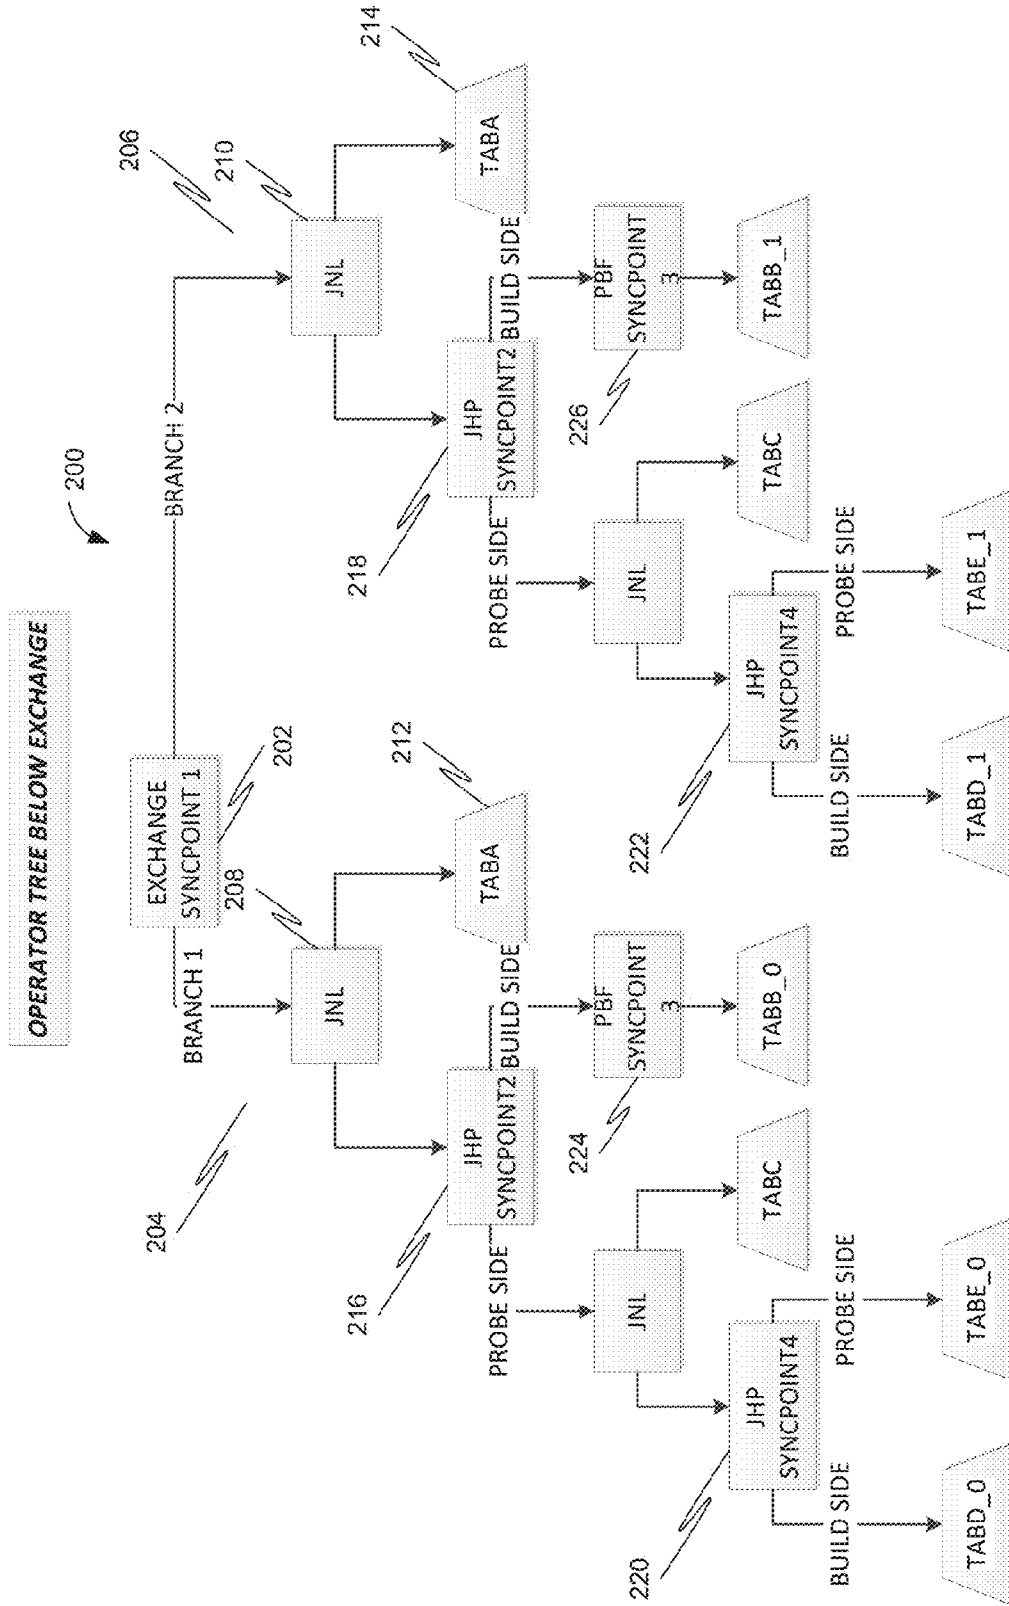 OPERATOR TREE BELOW EXCHANGE
200
EXCHANGE
SYNCPOINT 1
202
BRANCH 1
BRANCH 2
204
208
206
210
JNL
JNL
212
214
TABA
TABA
216
JHP
SYNCPOINT2
BUILD SIDE
218
JHP
SYNCPOINT2
BUILD SIDE
PROBE SIDE
PROBE SIDE
JNL
224
PBF
SYNCPOINT
3
JNL
226
PBF
SYNCPOINT
3
TABC
TABB_0
TABC
TABB_1
220
JHP
SYNCPOINT4
222
JHP
SYNCPOINT4
BUILD SIDE
PROBE SIDE
BUILD SIDE
PROBE SIDE
TABD_0
TABE_0
TABD_1
TABE_1